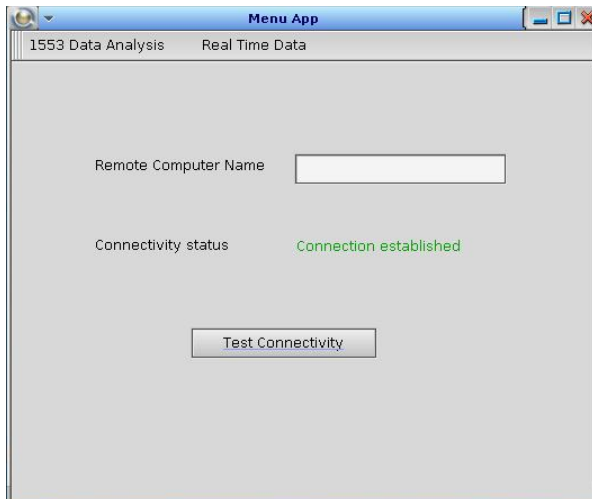 Menu App
1553 Data Analysis Real Time Data
Remote Computer Name
Connectivity status Connection established
Test Connectivity